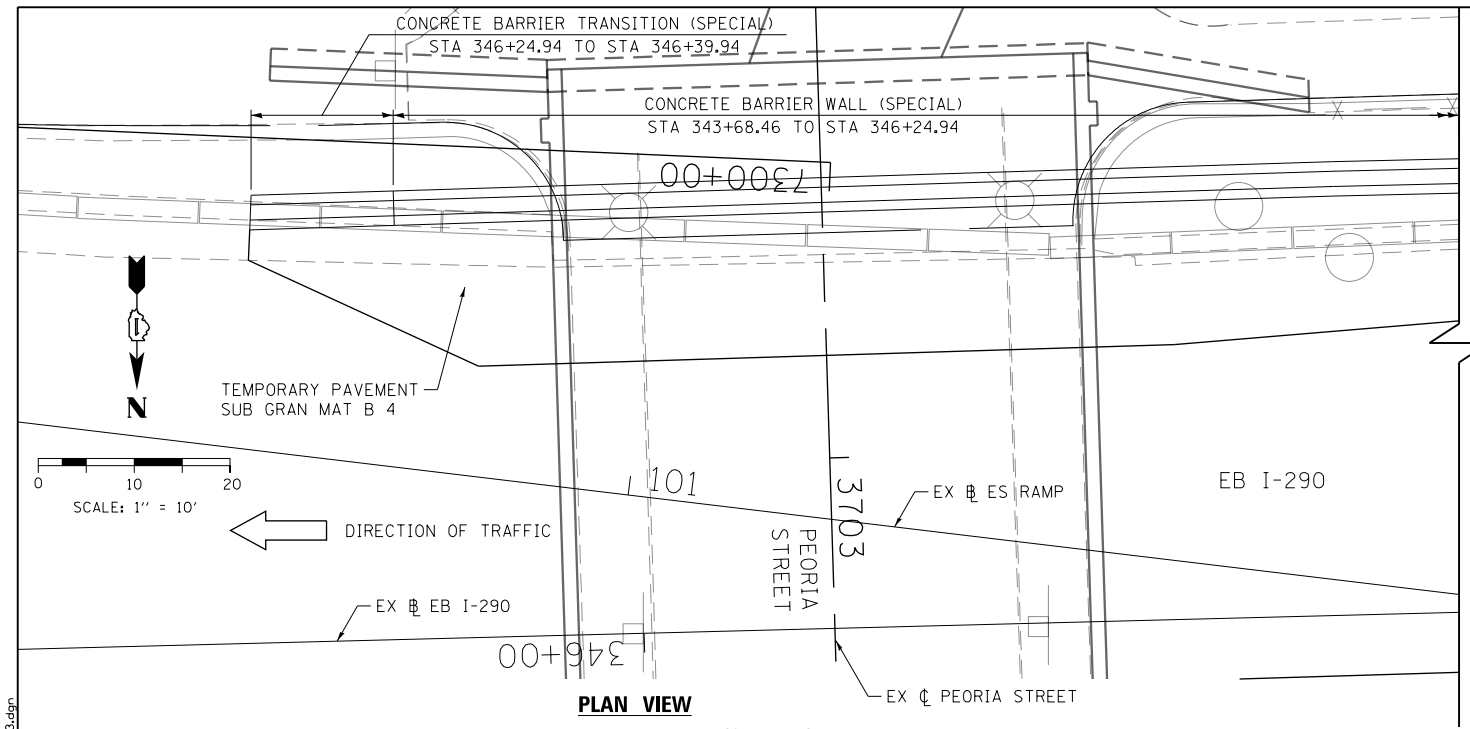 CONCRETE BARRIER TRANSITION (SPECIAL)
STA 346+24.94 TO STA 346+39.94
CONCRETE BARRIER WALL (SPECIAL)
STA 343+68.46 TO STA 346+24.94
7300+00
N
TEMPORARY PAVEMENT
SUB GRAN MAT B 4
0 10 20
SCALE: 1'' = 10'
DIRECTION OF TRAFFIC
101
3703
PEORIA
STREET
EX ℄ ES RAMP
EB I-290
EX ℄ EB I-290
346+00
EX ℄ PEORIA STREET
PLAN VIEW
3.dgn